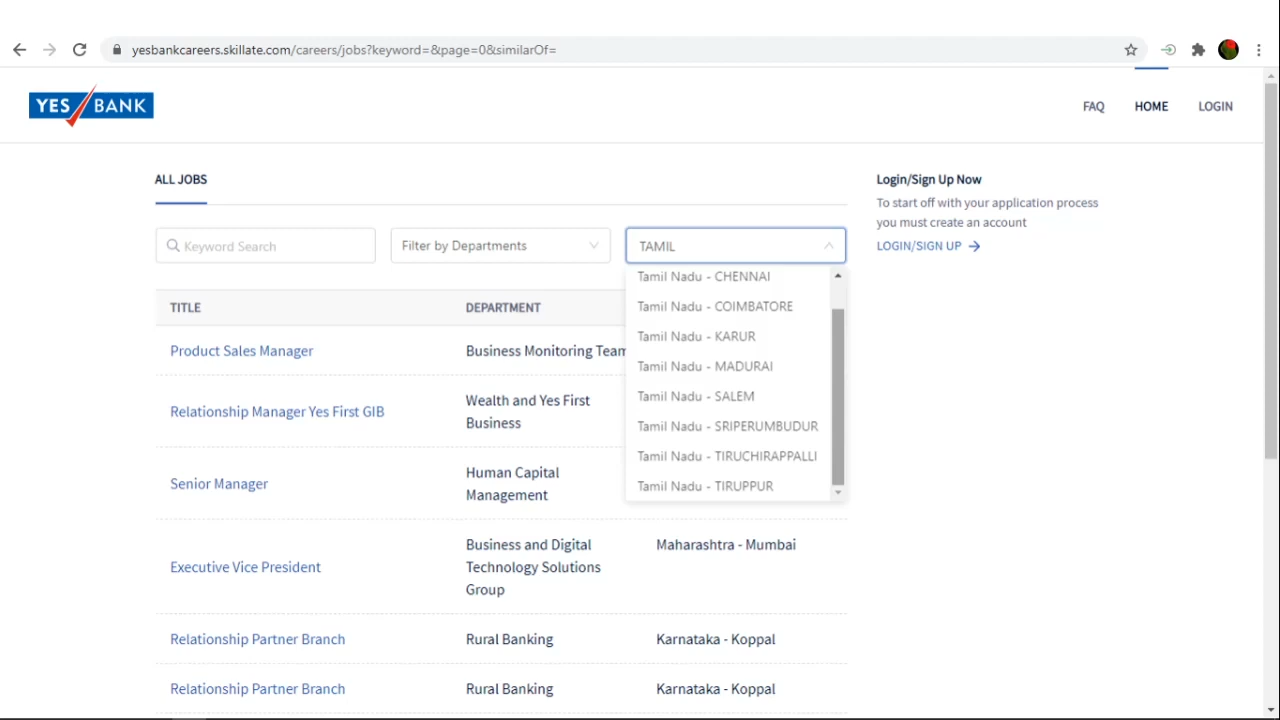 yesbankcareers.skillate.com/careers/jobs?keyword=&page=0&similarOf=
YES BANK
FAQ HOME LOGIN
ALL JOBS
Login/Sign Up Now
To start off with your application process
you must create an account
LOGIN/SIGN UP →
Keyword Search
Filter by Departments
TAMIL
Tamil Nadu - CHENNAI
Tamil Nadu - COIMBATORE
Tamil Nadu - KARUR
Tamil Nadu - MADURAI
Tamil Nadu - SALEM
Tamil Nadu - SRIPERUMBUDUR
Tamil Nadu - TIRUCHIRAPPALLI
Tamil Nadu - TIRUPPUR
TITLE DEPARTMENT
Product Sales Manager Business Monitoring Team
Relationship Manager Yes First GIB Wealth and Yes First
Business
Senior Manager Human Capital
Management
Executive Vice President Business and Digital Maharashtra - Mumbai
Technology Solutions
Group
Relationship Partner Branch Rural Banking Karnataka - Koppal
Relationship Partner Branch Rural Banking Karnataka - Koppal